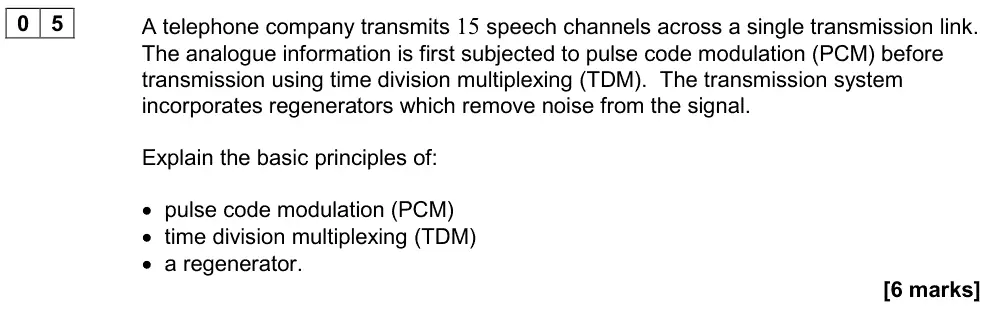 0 5
A telephone company transmits 15 speech channels across a single transmission link.
The analogue information is first subjected to pulse code modulation (PCM) before
transmission using time division multiplexing (TDM). The transmission system
incorporates regenerators which remove noise from the signal.
Explain the basic principles of:
• pulse code modulation (PCM)
• time division multiplexing (TDM)
• a regenerator.
[6 marks]